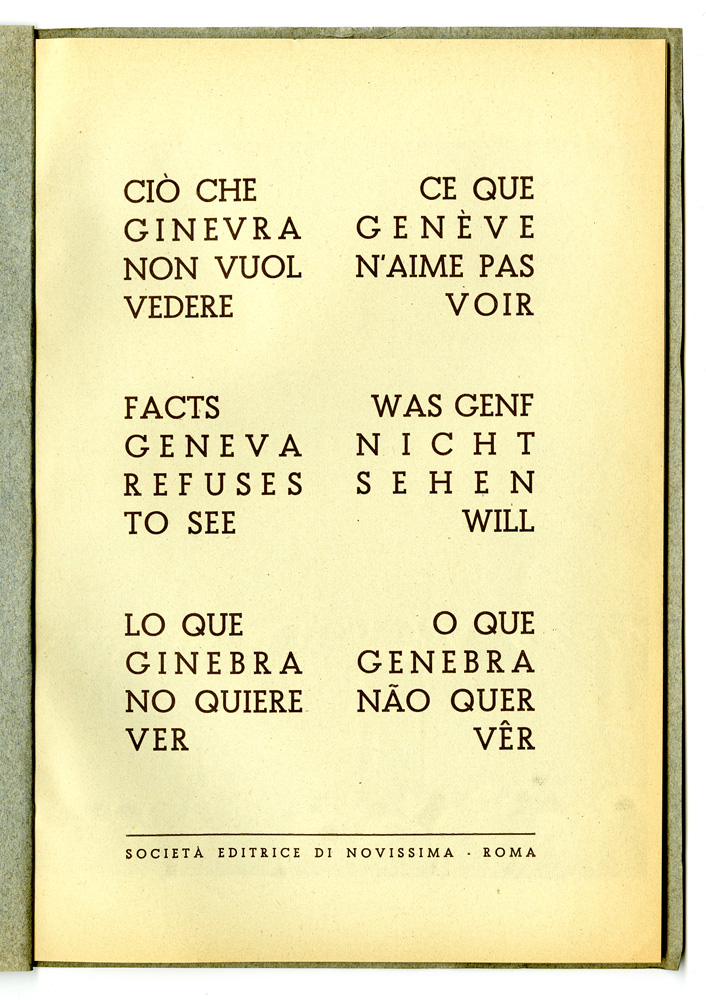 CIÒ CHE
GINEVRA
NON VUOL
VEDERE
CE QUE
GENÈVE
N'AIME PAS
VOIR
FACTS
GENEVA
REFUSES
TO SEE
WAS GENF
NICHT
SEHEN
WILL
LO QUE
GINEBRA
NO QUIERE
VER
O QUE
GENEBRA
NÃO QUER
VÊR
SOCIETÀ EDITRICE DI NOVISSIMA - ROMA